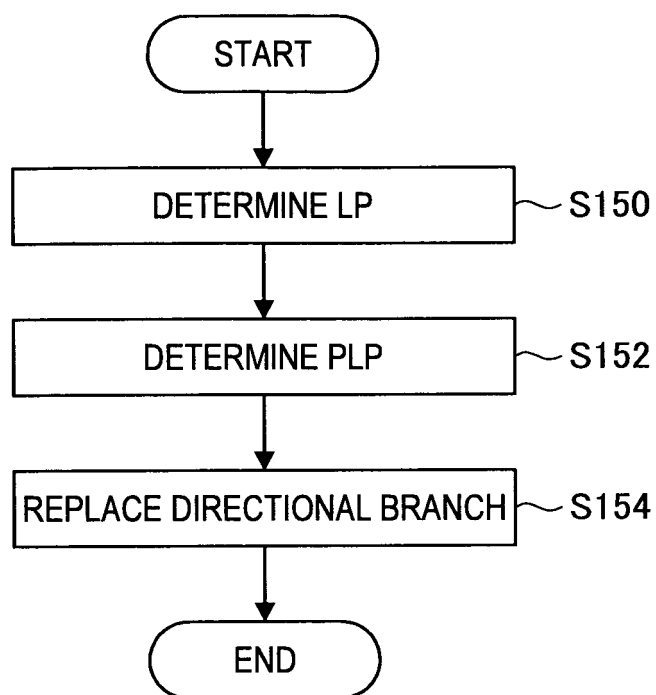 START
DETERMINE LP
S150
DETERMINE PLP
S152
REPLACE DIRECTIONAL BRANCH
S154
END